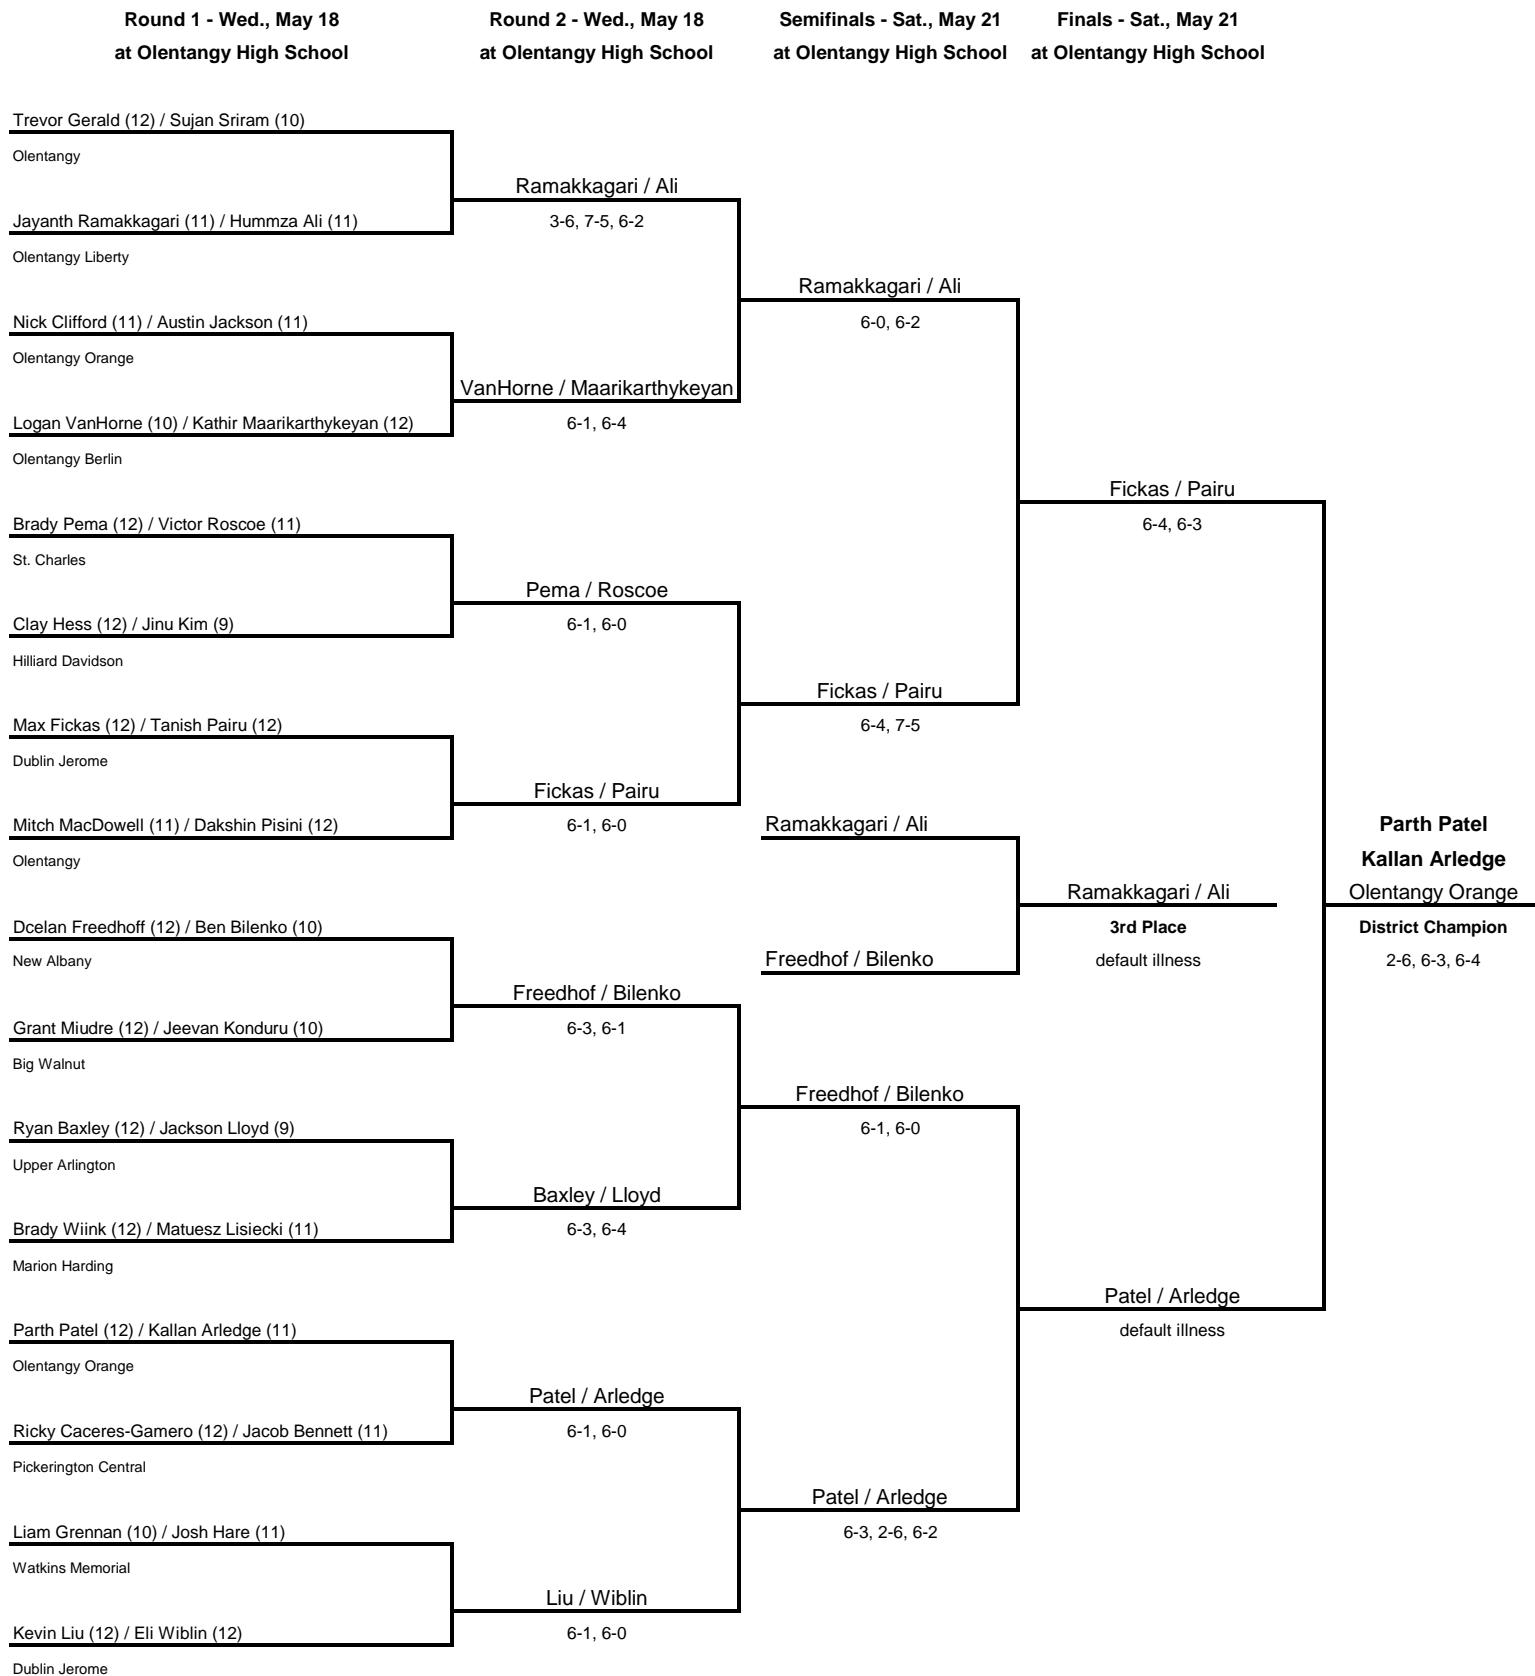 Round 1 - Wed., May 18
at Olentangy High School
Round 2 - Wed., May 18
at Olentangy High School
Semifinals - Sat., May 21
at Olentangy High School
Finals - Sat., May 21
at Olentangy High School
Trevor Gerald (12) / Sujan Sriram (10)
Olentangy
Jayanth Ramakkagari (11) / Hummza Ali (11)
Olentangy Liberty
Nick Clifford (11) / Austin Jackson (11)
Olentangy Orange
Logan VanHorne (10) / Kathir Maarikarthykeyan (12)
Olentangy Berlin
Brady Pema (12) / Victor Roscoe (11)
St. Charles
Clay Hess (12) / Jinu Kim (9)
Hilliard Davidson
Max Fickas (12) / Tanish Pairu (12)
Dublin Jerome
Mitch MacDowell (11) / Dakshin Pisini (12)
Olentangy
Dcelan Freedhoff (12) / Ben Bilenko (10)
New Albany
Grant Miudre (12) / Jeevan Konduru (10)
Big Walnut
Ryan Baxley (12) / Jackson Lloyd (9)
Upper Arlington
Brady Wiink (12) / Matuesz Lisiecki (11)
Marion Harding
Parth Patel (12) / Kallan Arledge (11)
Olentangy Orange
Ricky Caceres-Gamero (12) / Jacob Bennett (11)
Pickerington Central
Liam Grennan (10) / Josh Hare (11)
Watkins Memorial
Kevin Liu (12) / Eli Wiblin (12)
Dublin Jerome
Ramakkagari / Ali
3-6, 7-5, 6-2
VanHorne / Maarikarthykeyan
6-1, 6-4
Pema / Roscoe
6-1, 6-0
Fickas / Pairu
6-1, 6-0
Freedhof / Bilenko
6-3, 6-1
Baxley / Lloyd
6-3, 6-4
Patel / Arledge
6-1, 6-0
Liu / Wiblin
6-1, 6-0
Ramakkagari / Ali
6-0, 6-2
Fickas / Pairu
6-4, 7-5
Ramakkagari / Ali
Freedhof / Bilenko
Freedhof / Bilenko
6-1, 6-0
Patel / Arledge
6-3, 2-6, 6-2
Fickas / Pairu
6-4, 6-3
Ramakkagari / Ali
3rd Place
default illness
Patel / Arledge
default illness
Parth Patel
Kallan Arledge
Olentangy Orange
District Champion
2-6, 6-3, 6-4